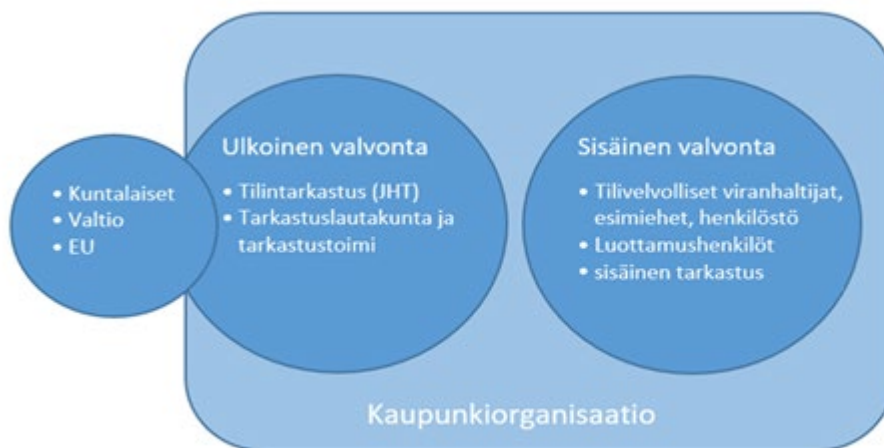 • Kuntalaiset
• Valtio
• EU
Ulkoinen valvonta
• Tilintarkastus (JHT)
• Tarkastuslautakunta ja
tarkastustoimi
Sisäinen valvonta
• Tilivelvolliset viranhaltijat,
esimiehet, henkilöstö
• Luottamushenkilöt
• sisäinen tarkastus
Kaupunkiorganisaatio